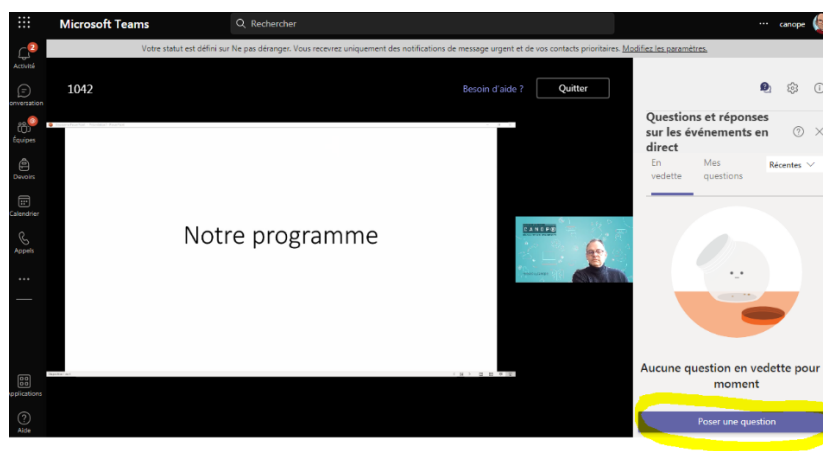 Microsoft Teams
Rechercher
canope
Votre statut est défini sur Ne pas déranger. Vous recevrez uniquement des notifications de message urgent et de vos contacts prioritaires. Modifiez les paramètres.
2
Activité
onversation
Équipes
Devoirs
Calendrier
Appels
pplications
Aide
1042
Besoin d'aide ?
Quitter
Notre programme
CANOPÉ
Questions et réponses
sur les événements en
direct
En
vedette
Mes
questions
Récentes
Aucune question en vedette pour
moment
Poser une question